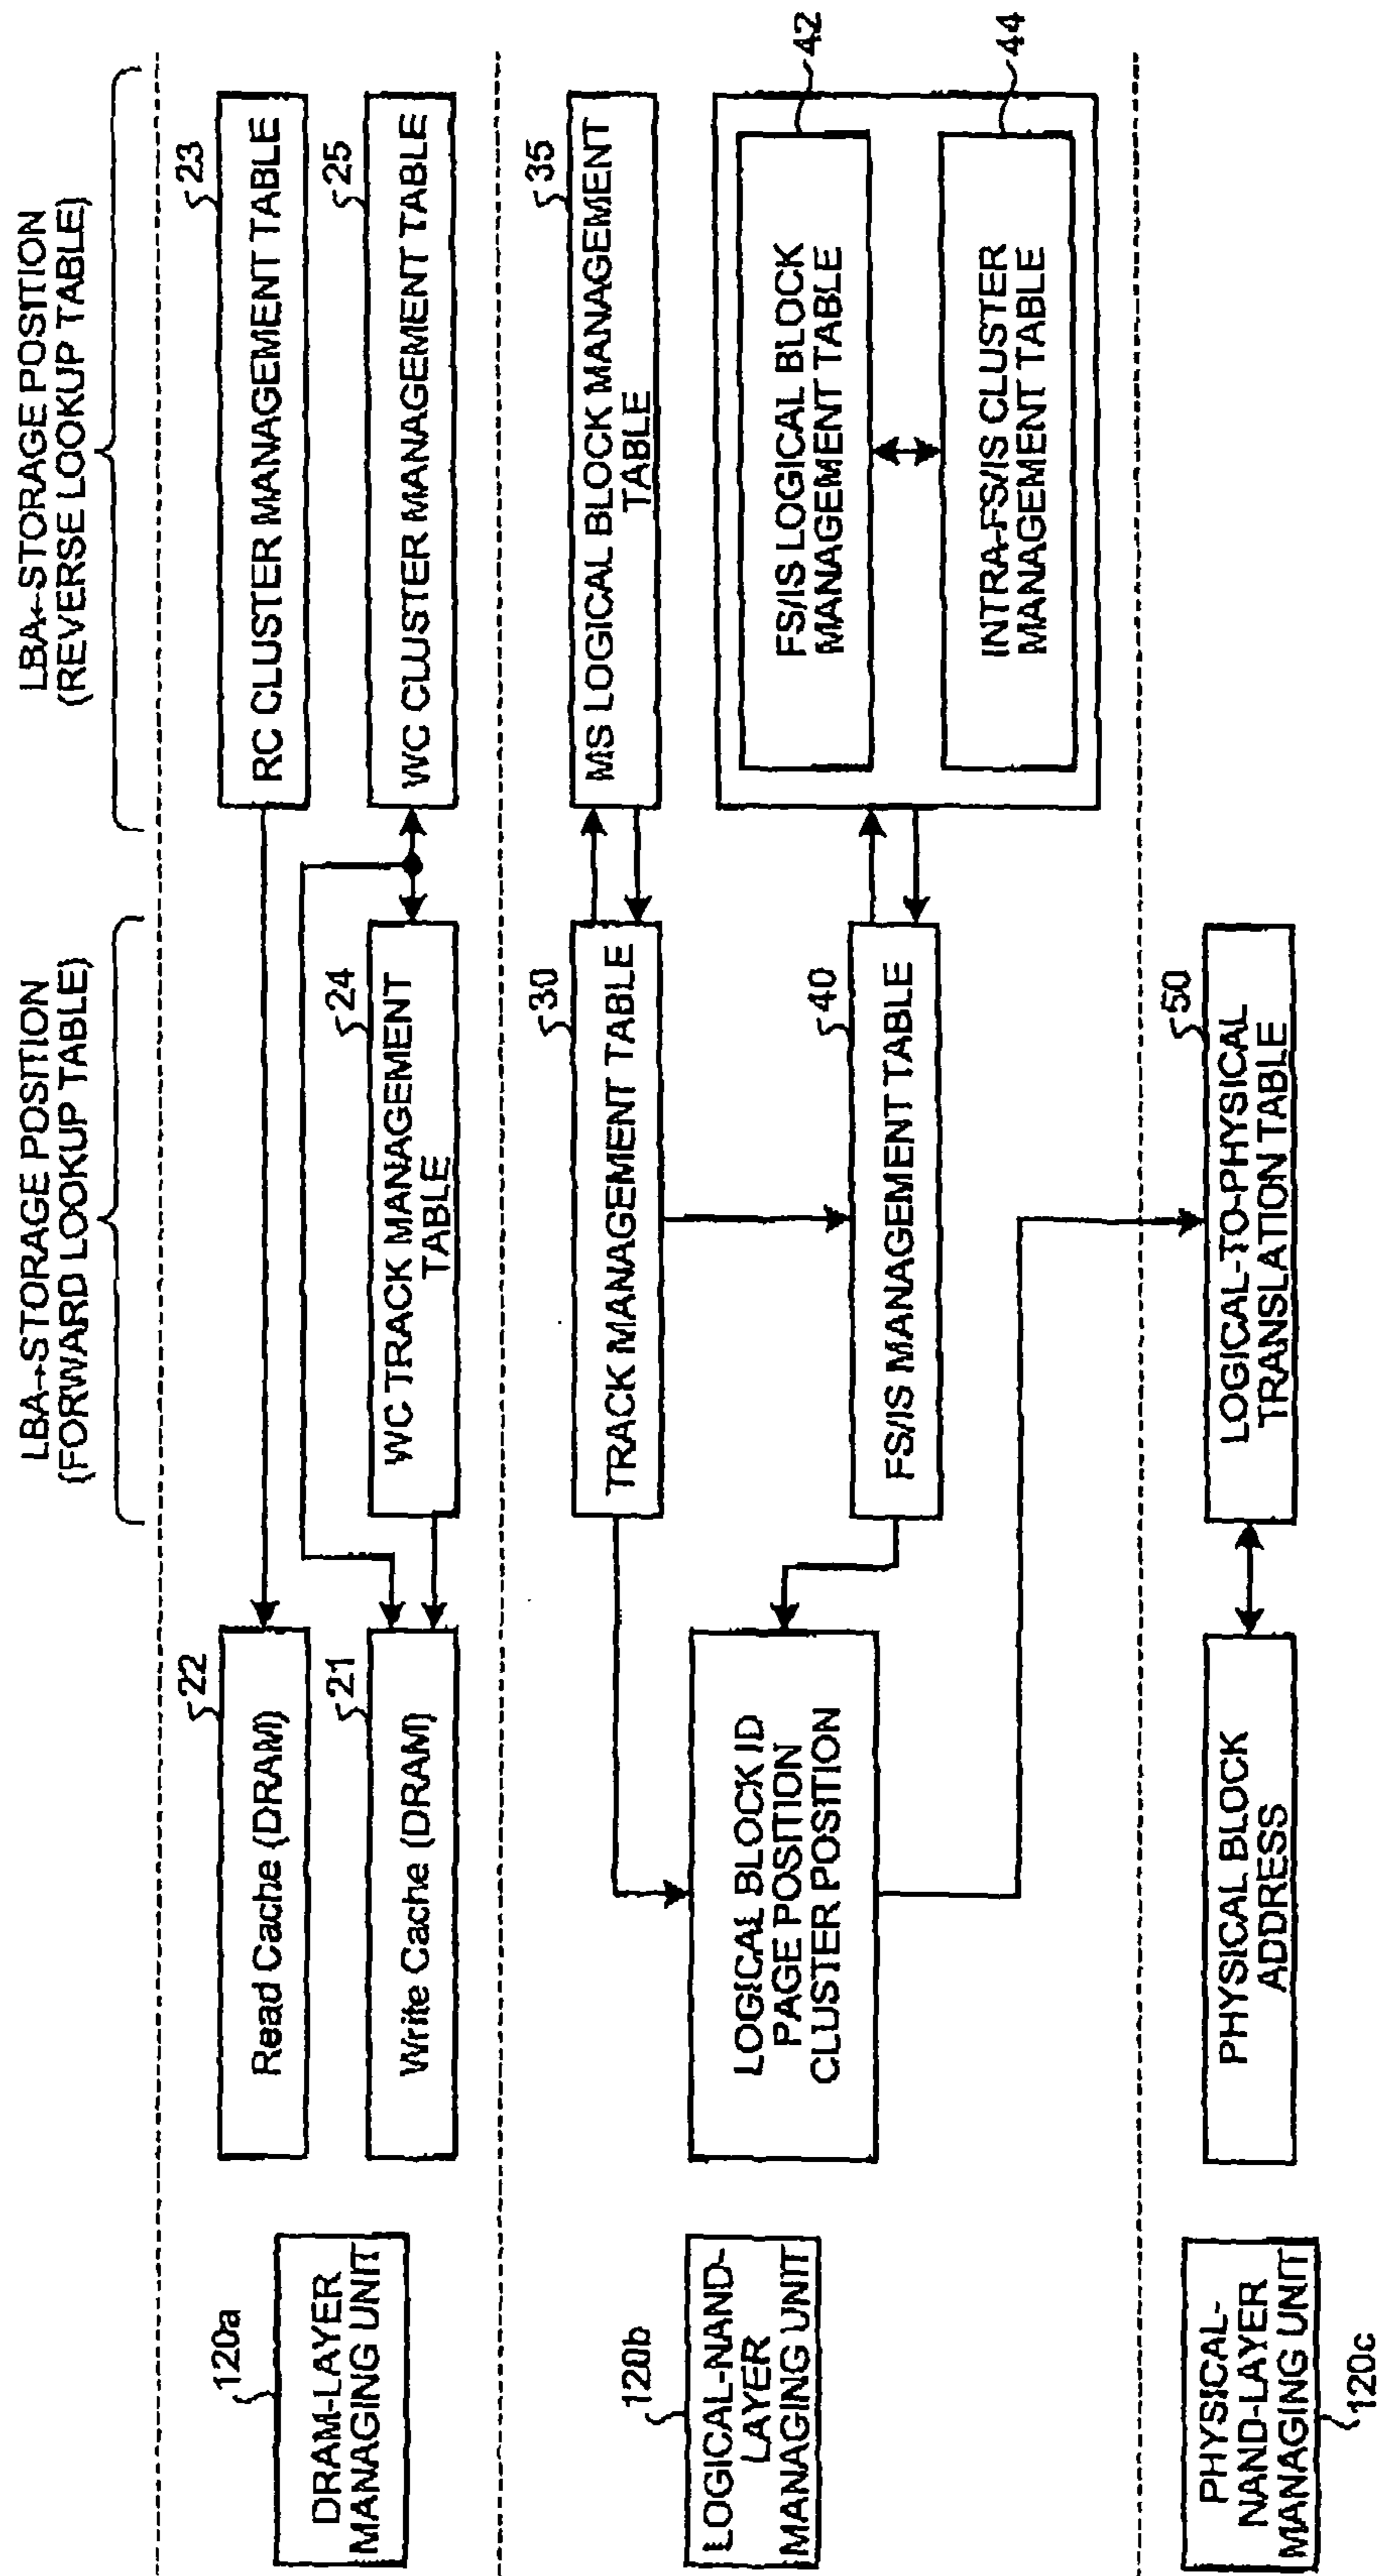 LBA→STORAGE POSITION
(FORWARD LOOKUP TABLE)
LBA←STORAGE POSITION
(REVERSE LOOKUP TABLE)
120a
DRAM-LAYER
MANAGING UNIT
22
Read Cache (DRAM)
23
RC CLUSTER MANAGEMENT TABLE
21
Write Cache (DRAM)
24
WC TRACK MANAGEMENT
TABLE
25
WC CLUSTER MANAGEMENT TABLE
120b
LOGICAL-NAND-
LAYER
MANAGING UNIT
30
TRACK MANAGEMENT TABLE
35
MS LOGICAL BLOCK MANAGEMENT
TABLE
LOGICAL BLOCK ID
PAGE POSITION
CLUSTER POSITION
40
FS/IS MANAGEMENT TABLE
FS/IS LOGICAL BLOCK
MANAGEMENT TABLE
42
INTRA-FS/IS CLUSTER
MANAGEMENT TABLE
44
PHYSICAL-
NAND-LAYER
MANAGING UNIT
120c
PHYSICAL BLOCK
ADDRESS
50
LOGICAL-TO-PHYSICAL
TRANSLATION TABLE